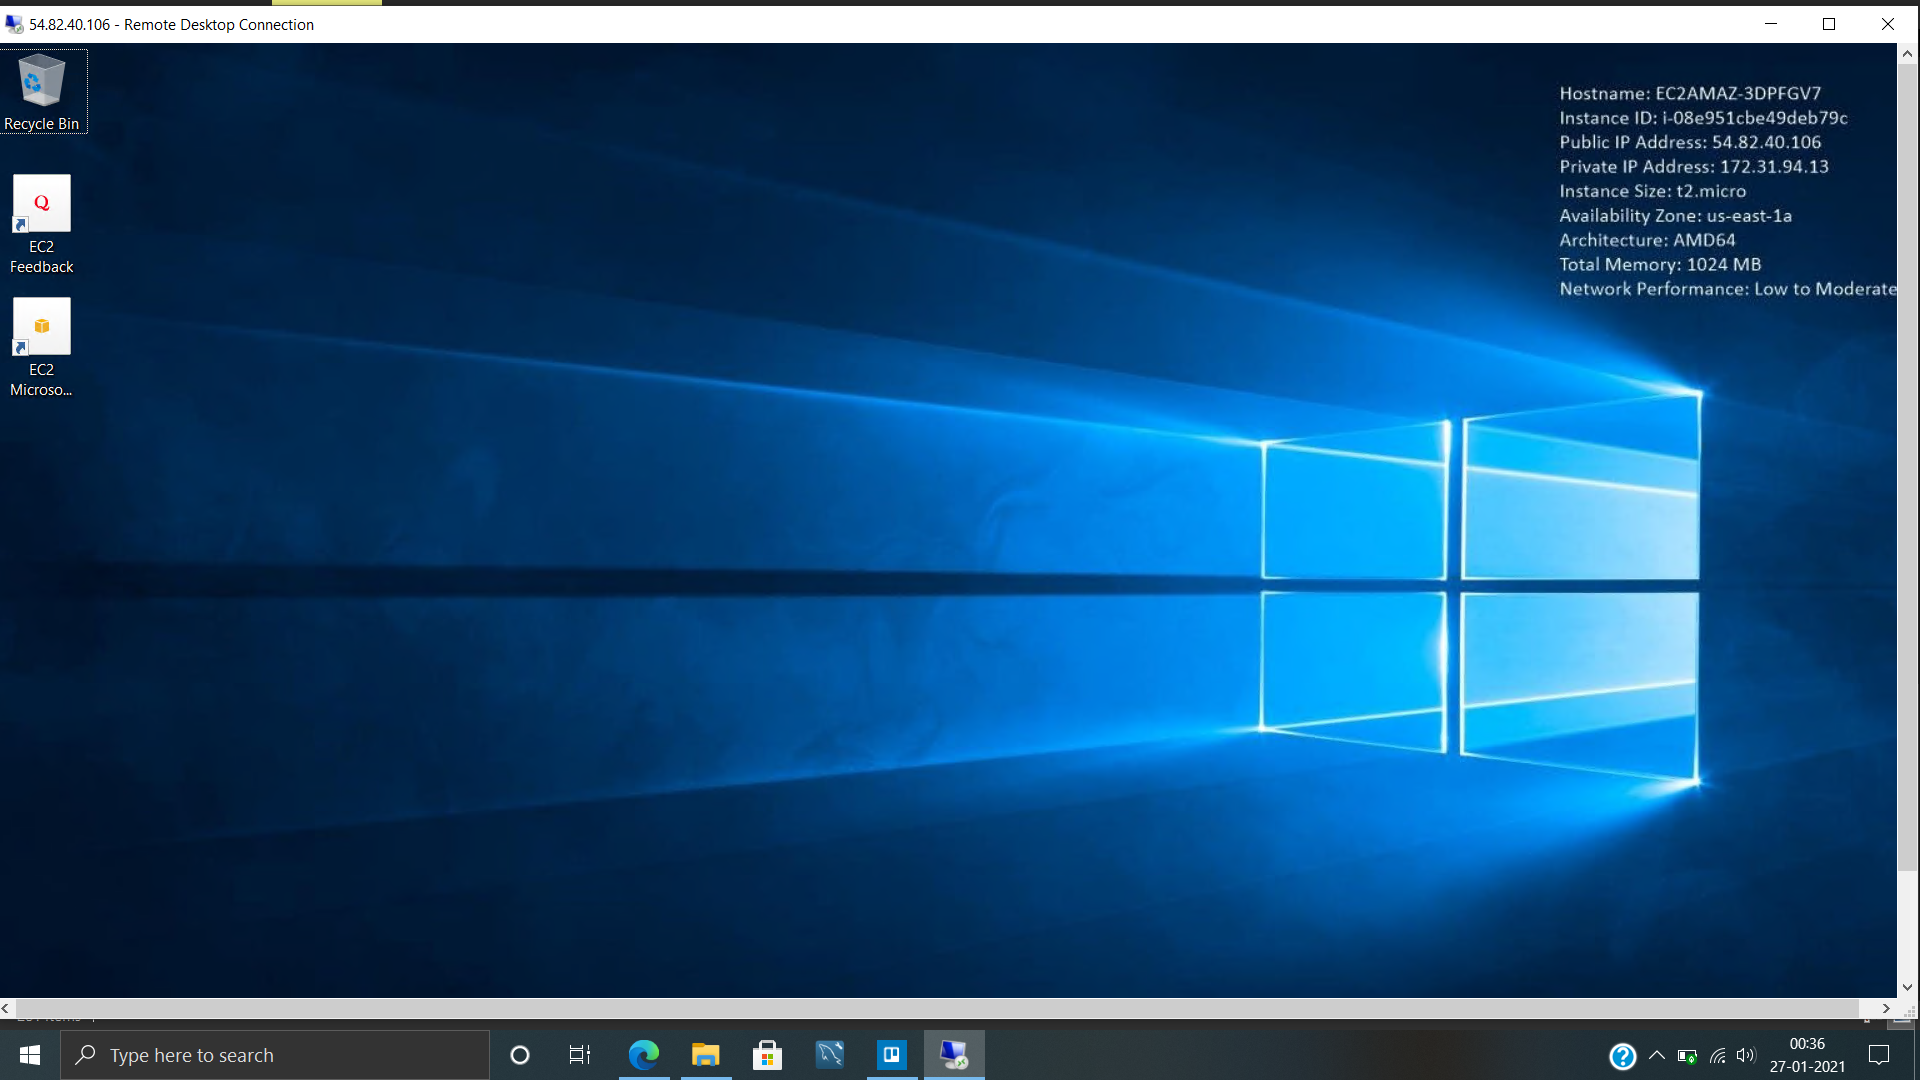 54.82.40.106 - Remote Desktop Connection
Recycle Bin
EC2
Feedback
EC2
Microso...
Hostname: EC2AMAZ-3DPFGV7
Instance ID: i-08e951cbe49deb79c
Public IP Address: 54.82.40.106
Private IP Address: 172.31.94.13
Instance Size: t2.micro
Availability Zone: us-east-1a
Architecture: AMD64
Total Memory: 1024 MB
Network Performance: Low to Moderate
Type here to search
00:36
27-01-2021